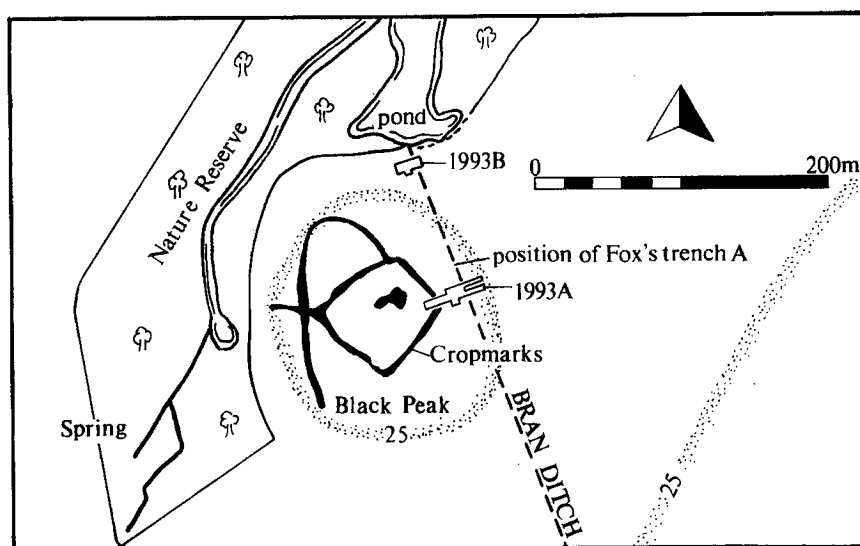 Nature Reserve
pond
1993B
0 200m
position of Fox's trench A
1993A
Cropmarks
Black Peak
25
Spring
BRAN DITCH
25